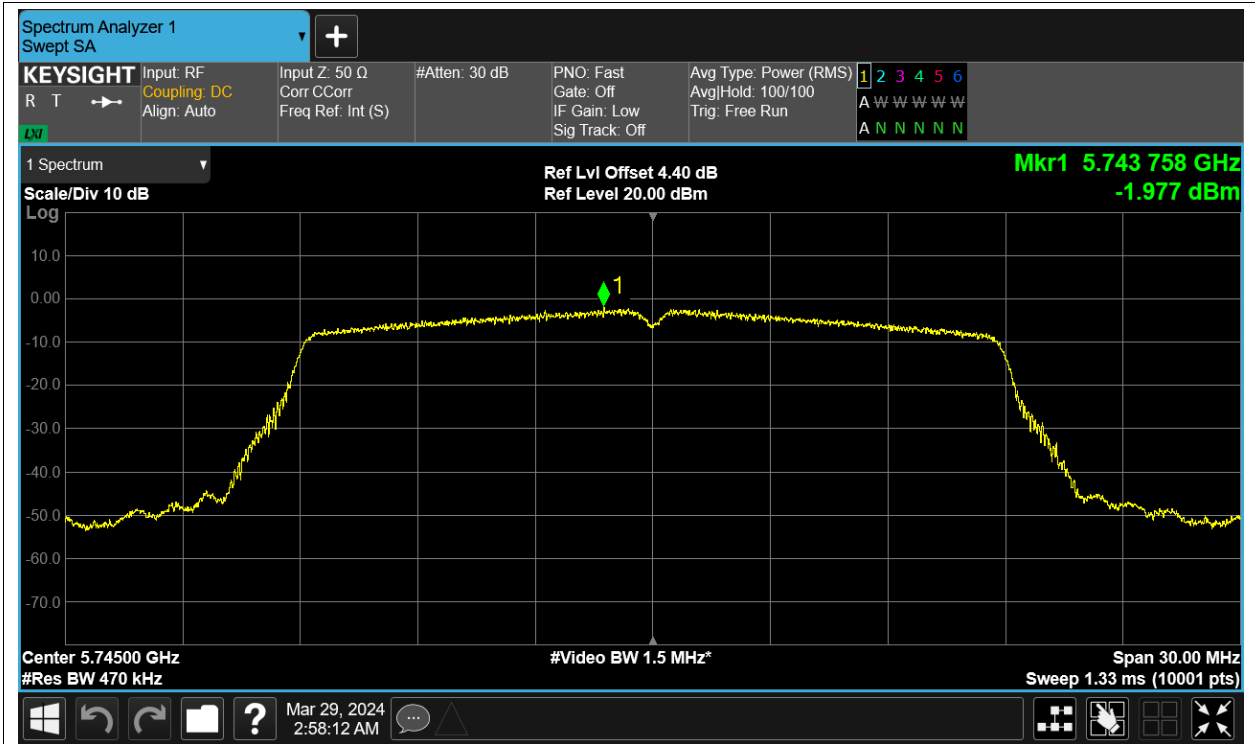 Spectrum Analyzer 1
Swept SA
KEYSIGHT
R T
LXI
Input: RF
Coupling: DC
Align: Auto
Input Z: 50 Ω
Corr CCorr
Freq Ref: Int (S)
#Atten: 30 dB
PNO: Fast
Gate: Off
IF Gain: Low
Sig Track: Off
Avg Type: Power (RMS)
Avg|Hold: 100/100
Trig: Free Run
1 2 3 4 5 6
A W W W W W
A N N N N N
1 Spectrum
Scale/Div 10 dB
Log
Ref Lvl Offset 4.40 dB
Ref Level 20.00 dBm
Mkr1 5.743 758 GHz
-1.977 dBm
10.0
0.00
-10.0
-20.0
-30.0
-40.0
-50.0
-60.0
-70.0
1
Center 5.74500 GHz
#Res BW 470 kHz
#Video BW 1.5 MHz*
Span 30.00 MHz
Sweep 1.33 ms (10001 pts)
?
Mar 29, 2024
2:58:12 AM